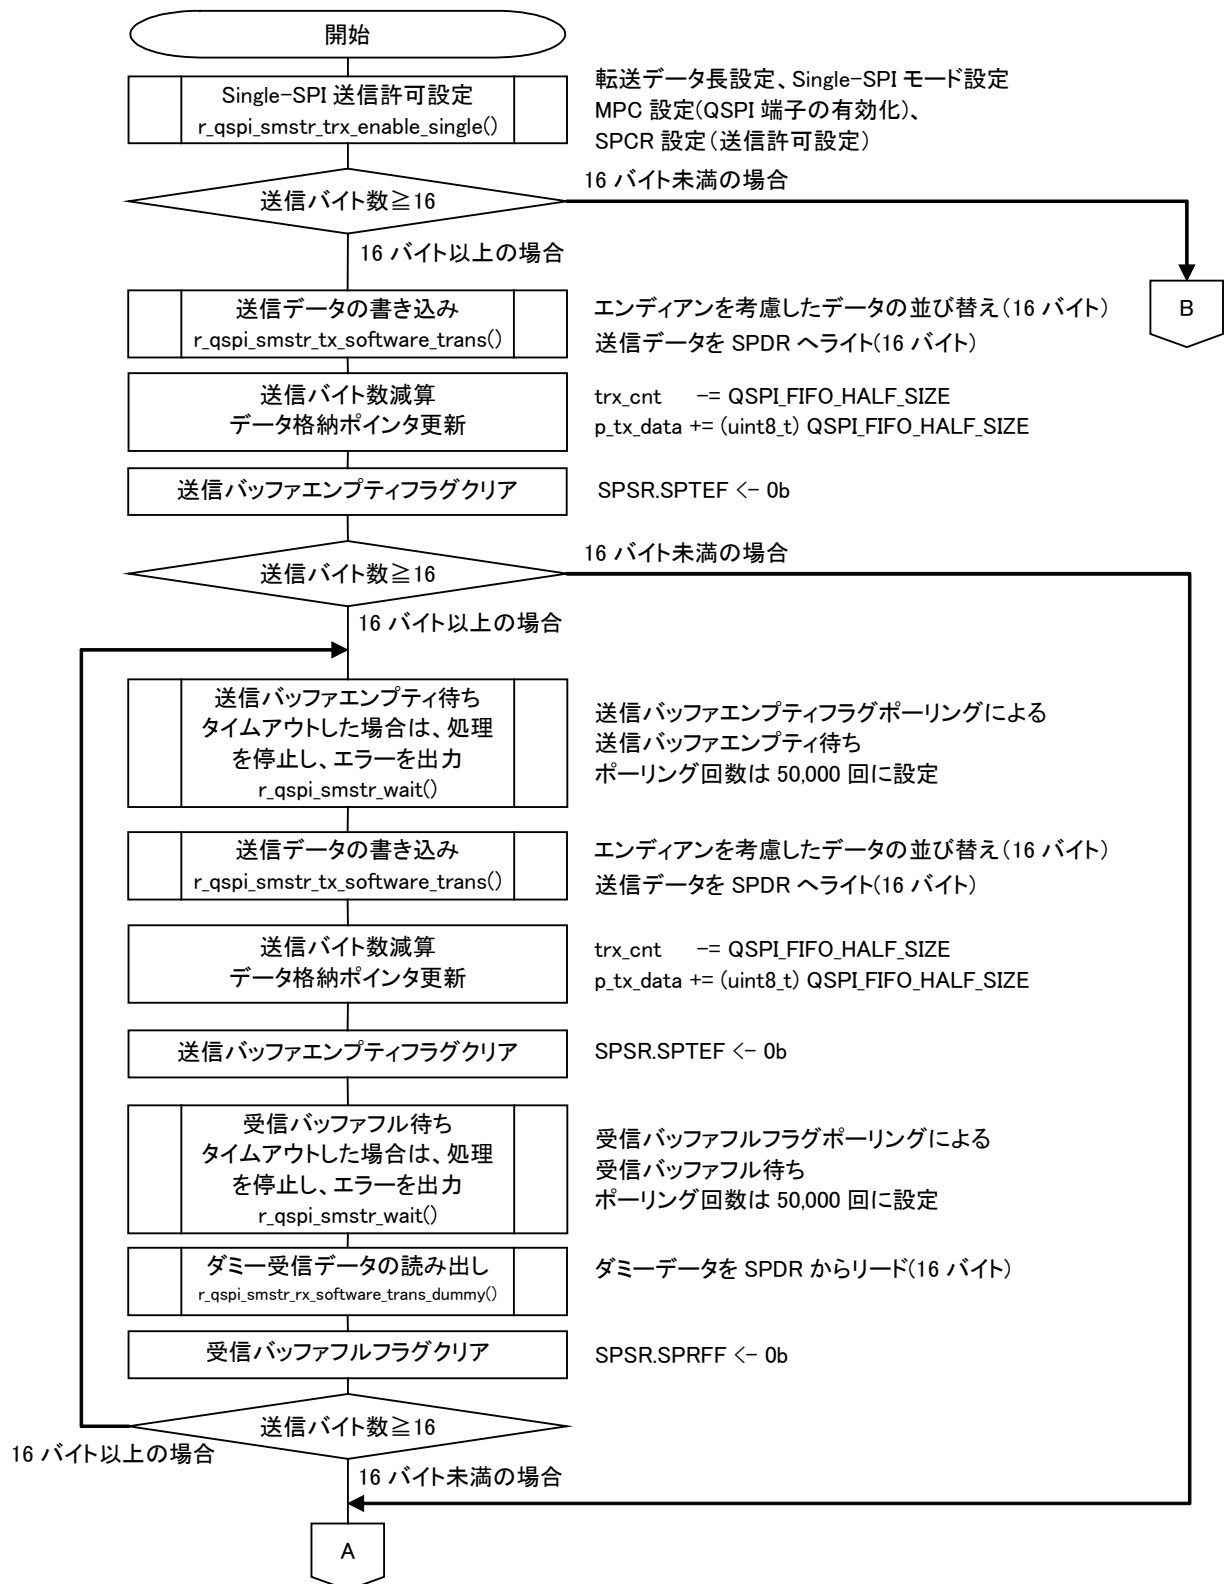 開始
Single-SPI 送信許可設定
r_qspi_smstr_trx_enable_single()
転送データ長設定、Single-SPI モード設定
MPC 設定(QSPI 端子の有効化)、
SPCR 設定(送信許可設定)
送信バイト数≧16
16 バイト未満の場合
16 バイト以上の場合
B
送信データの書き込み
r_qspi_smstr_tx_software_trans()
エンディアンを考慮したデータの並び替え(16 バイト)
送信データを SPDR へライト(16 バイト)
送信バイト数減算
データ格納ポインタ更新
trx_cnt -= QSPI_FIFO_HALF_SIZE
p_tx_data += (uint8_t) QSPI_FIFO_HALF_SIZE
送信バッファエンプティフラグクリア
SPSR.SPTEF <- 0b
送信バイト数≧16
16 バイト未満の場合
16 バイト以上の場合
送信バッファエンプティ待ち
タイムアウトした場合は、処理
を停止し、エラーを出力
r_qspi_smstr_wait()
送信バッファエンプティフラグポーリングによる
送信バッファエンプティ待ち
ポーリング回数は 50,000 回に設定
送信データの書き込み
r_qspi_smstr_tx_software_trans()
エンディアンを考慮したデータの並び替え(16 バイト)
送信データを SPDR へライト(16 バイト)
送信バイト数減算
データ格納ポインタ更新
trx_cnt -= QSPI_FIFO_HALF_SIZE
p_tx_data += (uint8_t) QSPI_FIFO_HALF_SIZE
送信バッファエンプティフラグクリア
SPSR.SPTEF <- 0b
受信バッファフル待ち
タイムアウトした場合は、処理
を停止し、エラーを出力
r_qspi_smstr_wait()
受信バッファフルフラグポーリングによる
受信バッファフル待ち
ポーリング回数は 50,000 回に設定
ダミー受信データの読み出し
r_qspi_smstr_rx_software_trans_dummy()
ダミーデータを SPDR からリード(16 バイト)
受信バッファフルフラグクリア
SPSR.SPRFF <- 0b
送信バイト数≧16
16 バイト以上の場合
16 バイト未満の場合
A